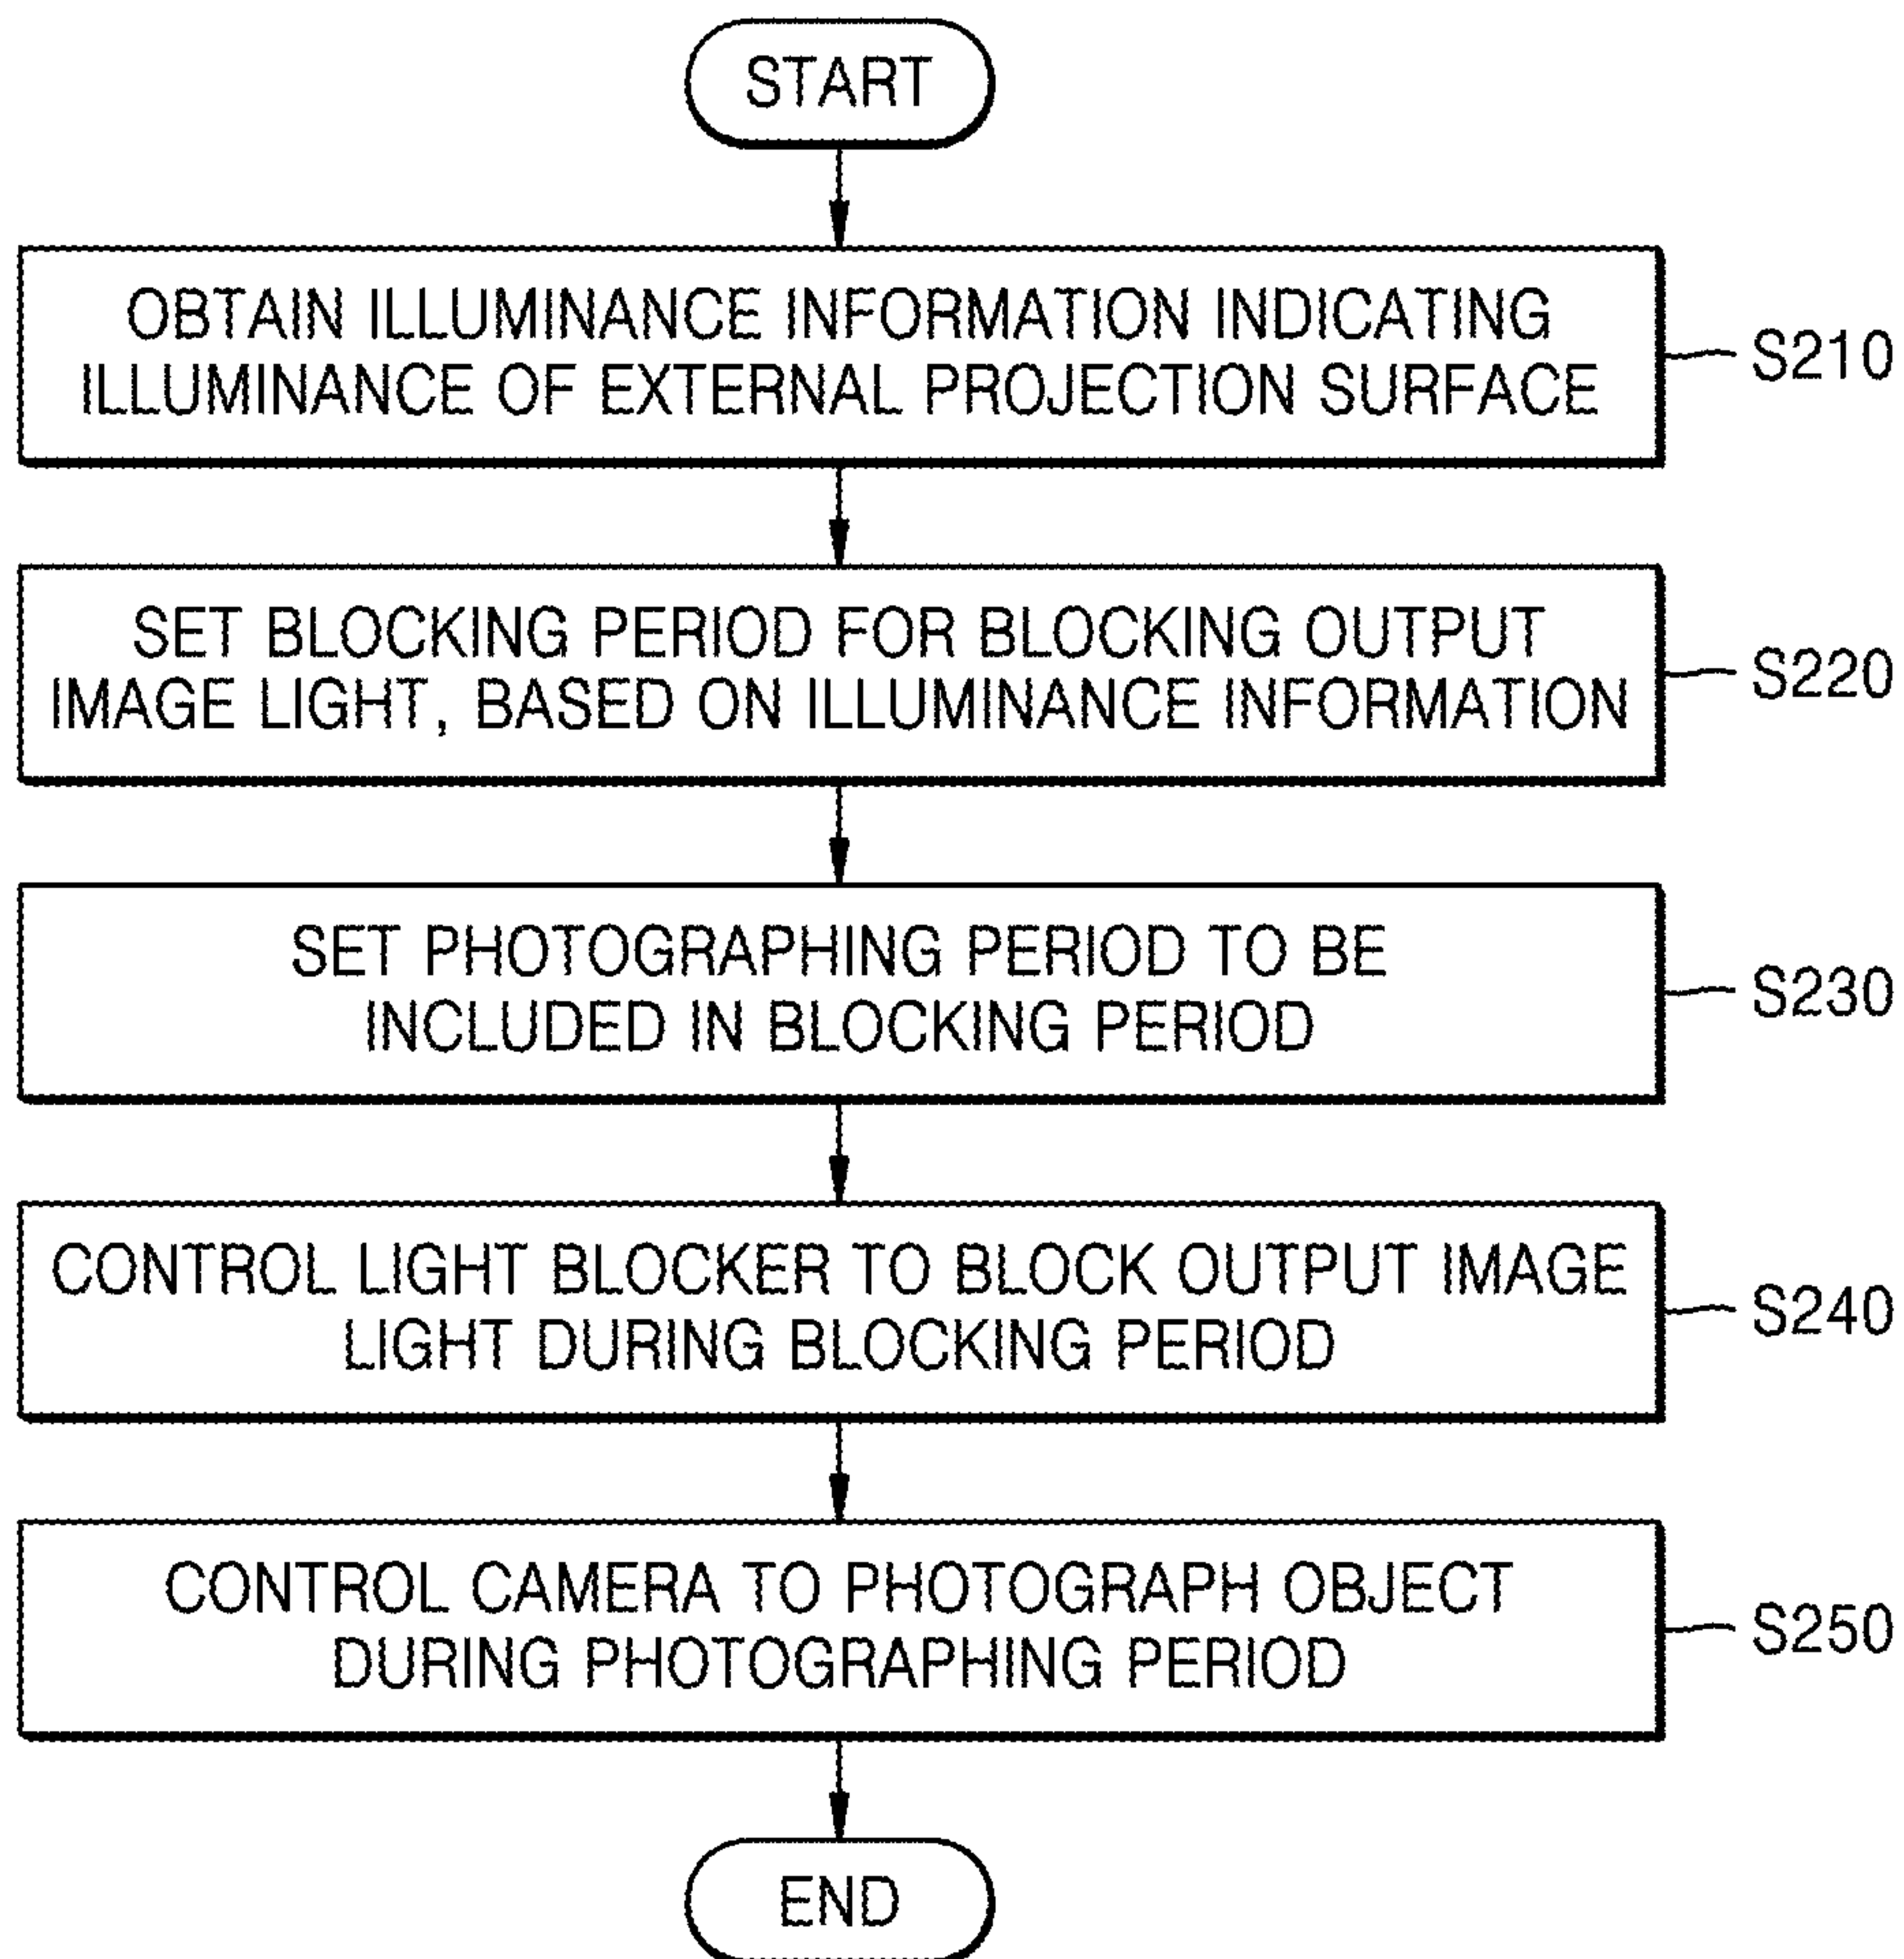 START
OBTAIN ILLUMINANCE INFORMATION INDICATING
ILLUMINANCE OF EXTERNAL PROJECTION SURFACE
S210
SET BLOCKING PERIOD FOR BLOCKING OUTPUT
IMAGE LIGHT, BASED ON ILLUMINANCE INFORMATION
S220
SET PHOTOGRAPHING PERIOD TO BE
INCLUDED IN BLOCKING PERIOD
S230
CONTROL LIGHT BLOCKER TO BLOCK OUTPUT IMAGE
LIGHT DURING BLOCKING PERIOD
S240
CONTROL CAMERA TO PHOTOGRAPH OBJECT
DURING PHOTOGRAPHING PERIOD
S250
END